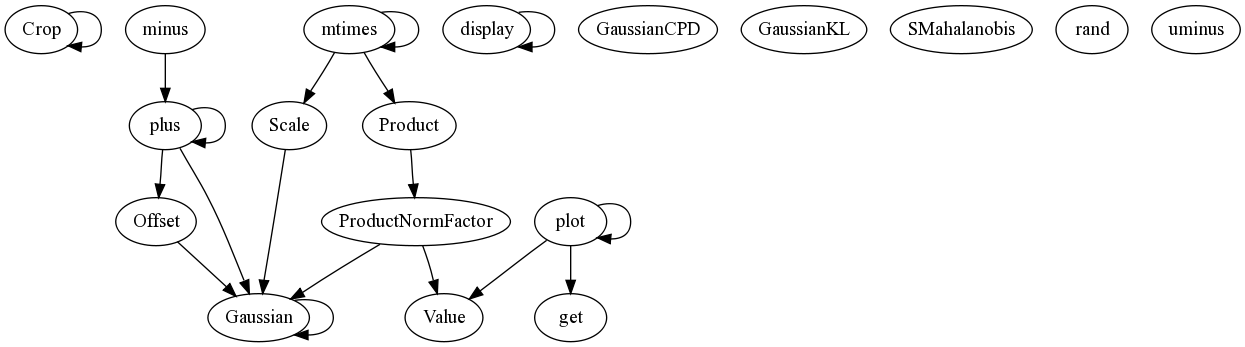 Crop
minus
mtimes
display
GaussianCPD
GaussianKL
SMahalanobis
rand
uminus
plus
Scale
Product
Offset
ProductNormFactor
plot
Gaussian
Value
get